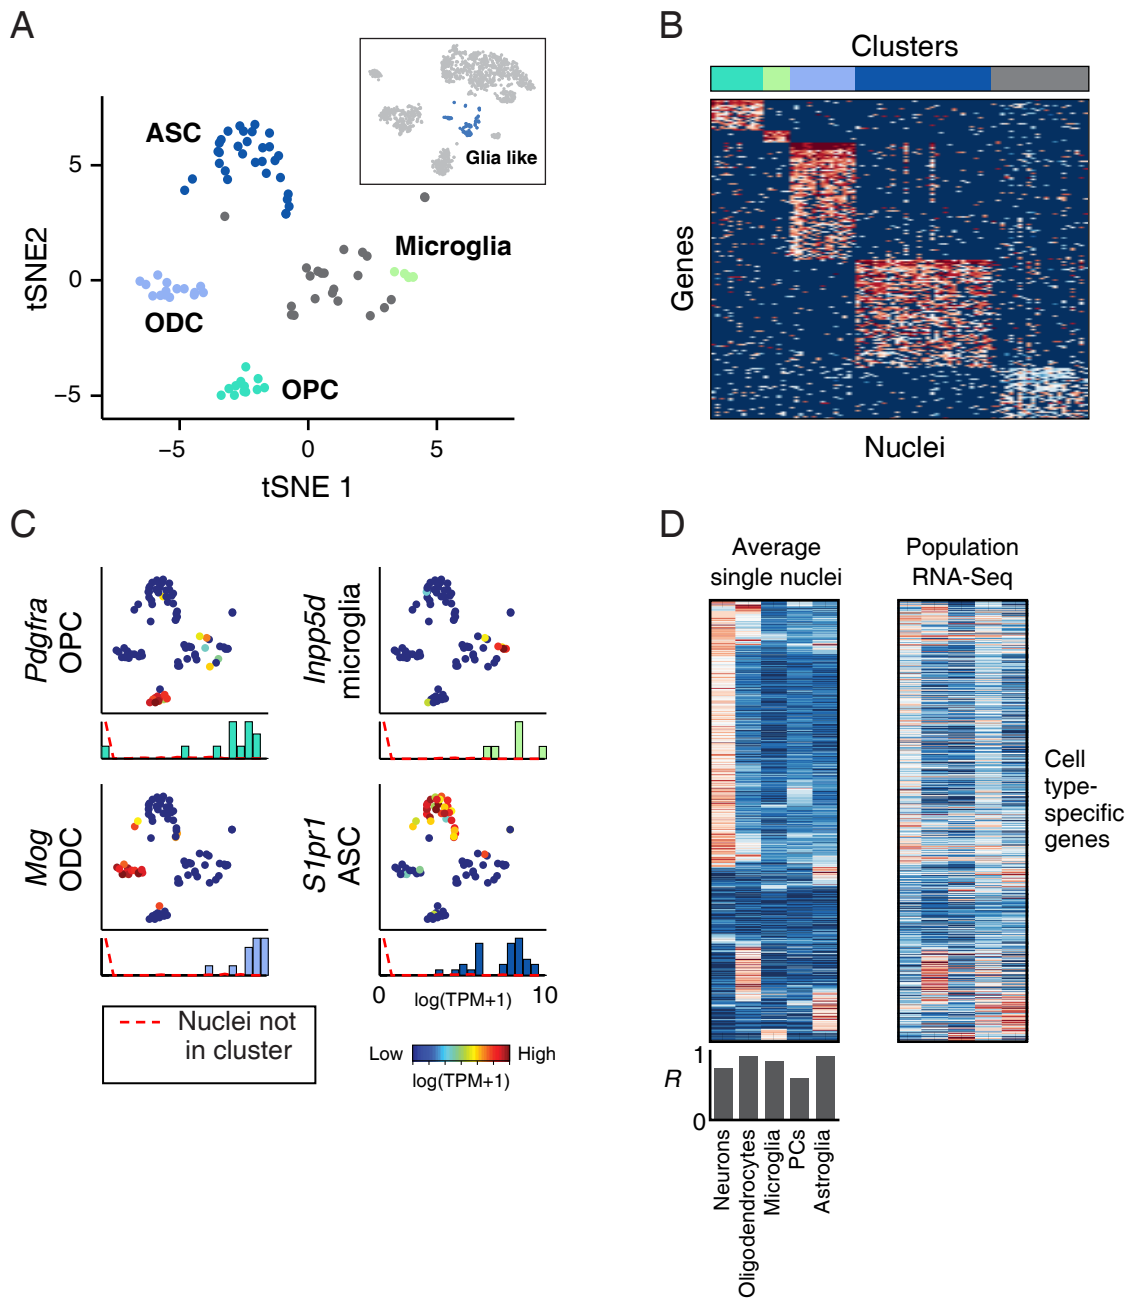 A
Glia like
ASC
Microglia
ODC
OPC
5
0
−5
−5
0
5
tSNE2
tSNE 1
B
Clusters
Genes
Nuclei
C
Pdgfra
OPC
Inpp5d
microglia
Mog
ODC
S1pr1
ASC
0
log(TPM+1)
10
Nuclei not
in cluster
Low
High
log(TPM+1)
D
Average
single nuclei
Population
RNA-Seq
Cell
type-
specific
genes
R
1
0
Neurons
Oligodendrocytes
Microglia
PCs
Astroglia